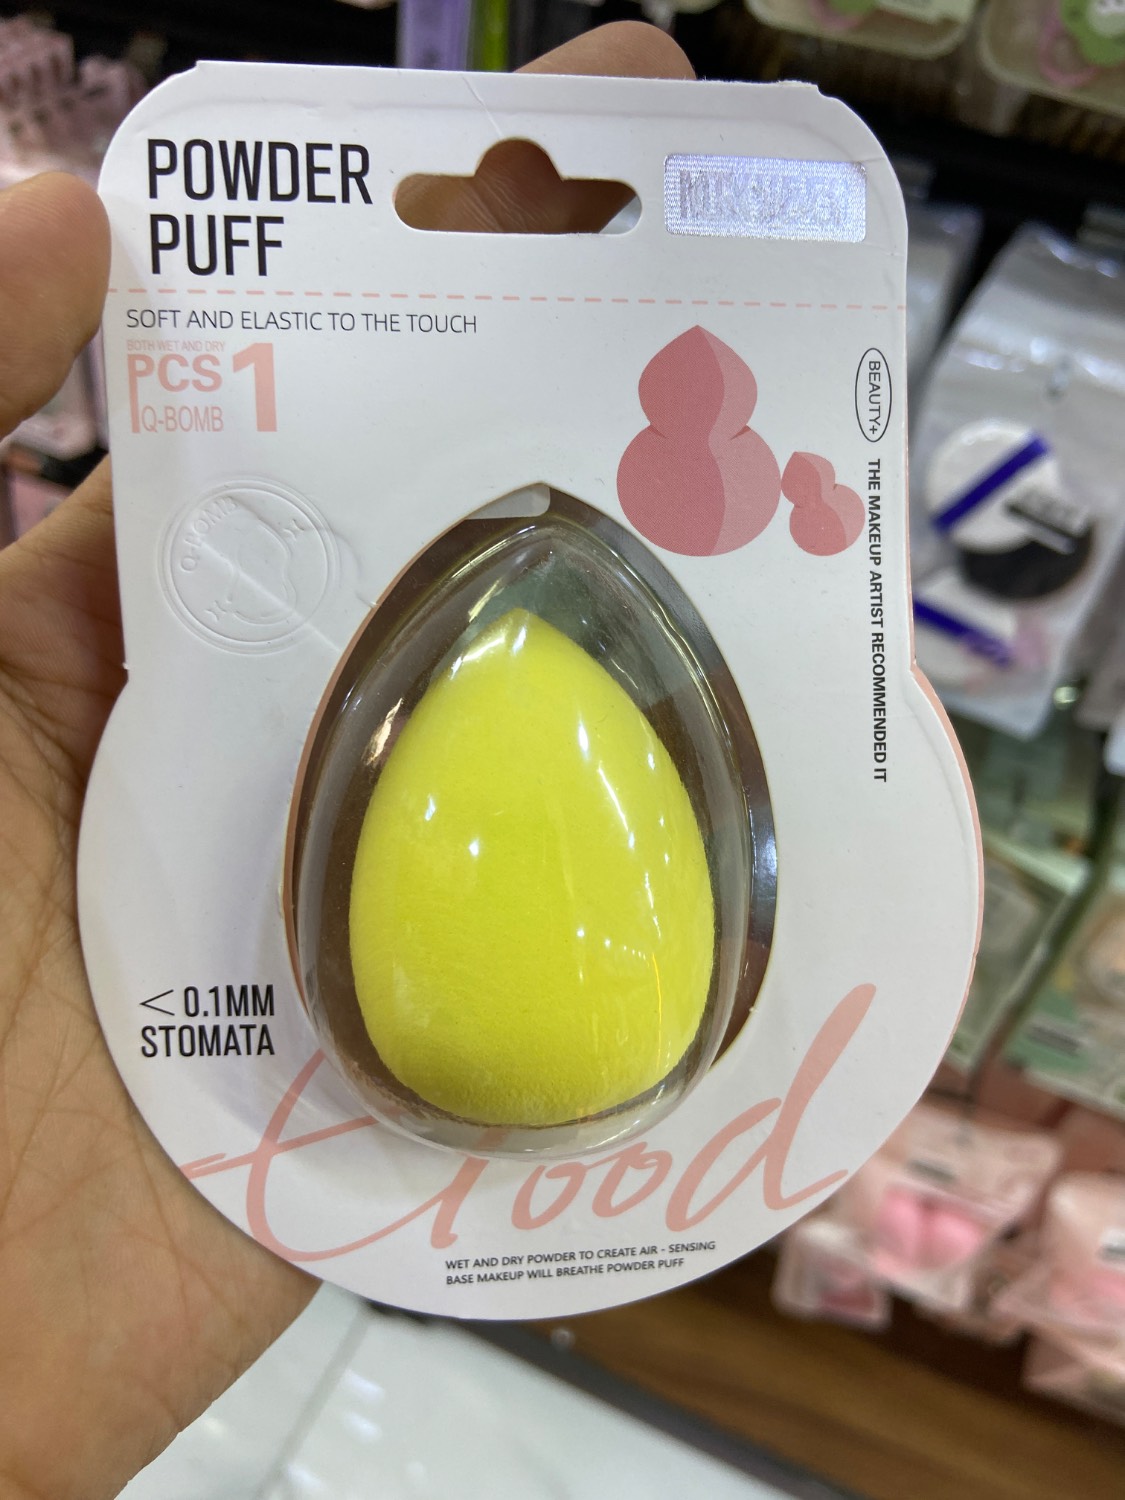 POWDER
PUFF
SOFT AND ELASTIC TO THE TOUCH
BOTH WET AND DRY
PCS 1
Q-BOMB
BEAUTY+
THE MAKEUP ARTIST RECOMMENDED IT
Q-BOMB
< 0.1MM
STOMATA
WET AND DRY POWDER TO CREATE AIR - SENSING
BASE MAKEUP WILL BREATHE POWDER PUFF